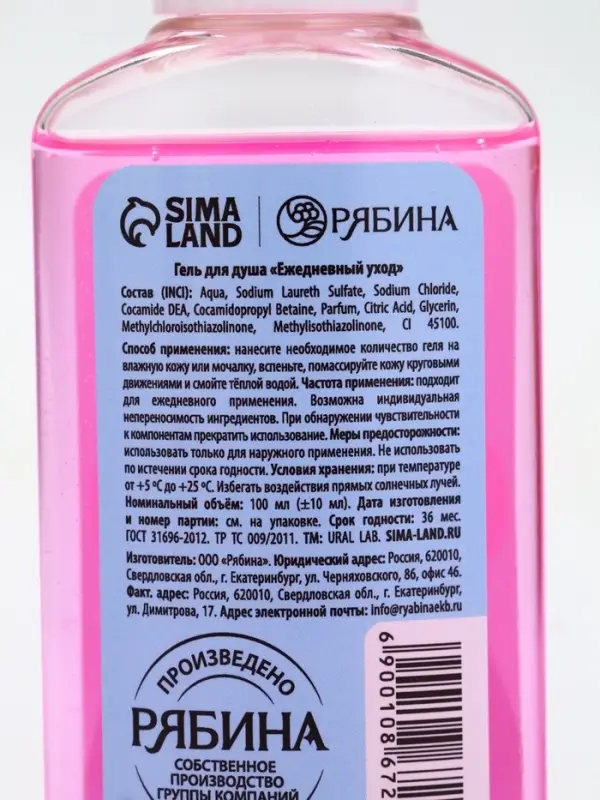 SIMA LAND
РЯБИНА
Гель для душа «Ежедневный уход»
Состав (INCI): Aqua, Sodium Laureth Sulfate, Sodium Chloride,
Cocamide DEA, Cocamidopropyl Betaine, Parfum, Citric Acid, Glycerin,
Methylchloroisothiazolinone, Methylisothiazolinone, CI 45100.
Способ применения: нанесите необходимое количество геля на
влажную кожу или мочалку, вспеньте, помассируйте кожу круговыми
движениями и смойте тёплой водой. Частота применения: подходит
для ежедневного применения. Возможна индивидуальная
непереносимость ингредиентов. При обнаружении чувствительности
к компонентам прекратить использование. Меры предосторожности:
использовать только для наружного применения. Не использовать
по истечении срока годности. Условия хранения: при температуре
от +5 ºC до +25 ºC. Избегать воздействия прямых солнечных лучей.
Номинальный объём: 100 мл (±10 мл). Дата изготовления
и номер партии: см. на упаковке. Срок годности: 36 мес.
ГОСТ 31696-2012. ТР ТС 009/2011. ТМ: URAL LAB. SIMA-LAND.RU
Изготовитель: ООО «Рябина». Юридический адрес: Россия, 620010,
Свердловская обл., г. Екатеринбург, ул. Черняховского, 86, офис 46.
Факт. адрес: Россия, 620010, Свердловская обл., г. Екатеринбург,
ул. Димитрова, 17. Адрес электронной почты: info@ryabinaekb.ru
ПРОИЗВЕДЕНО
РЯБИНА
СОБСТВЕННОЕ
ПРОИЗВОДСТВО
ГРУППЫ КОМПАНИЙ
6 900108 672